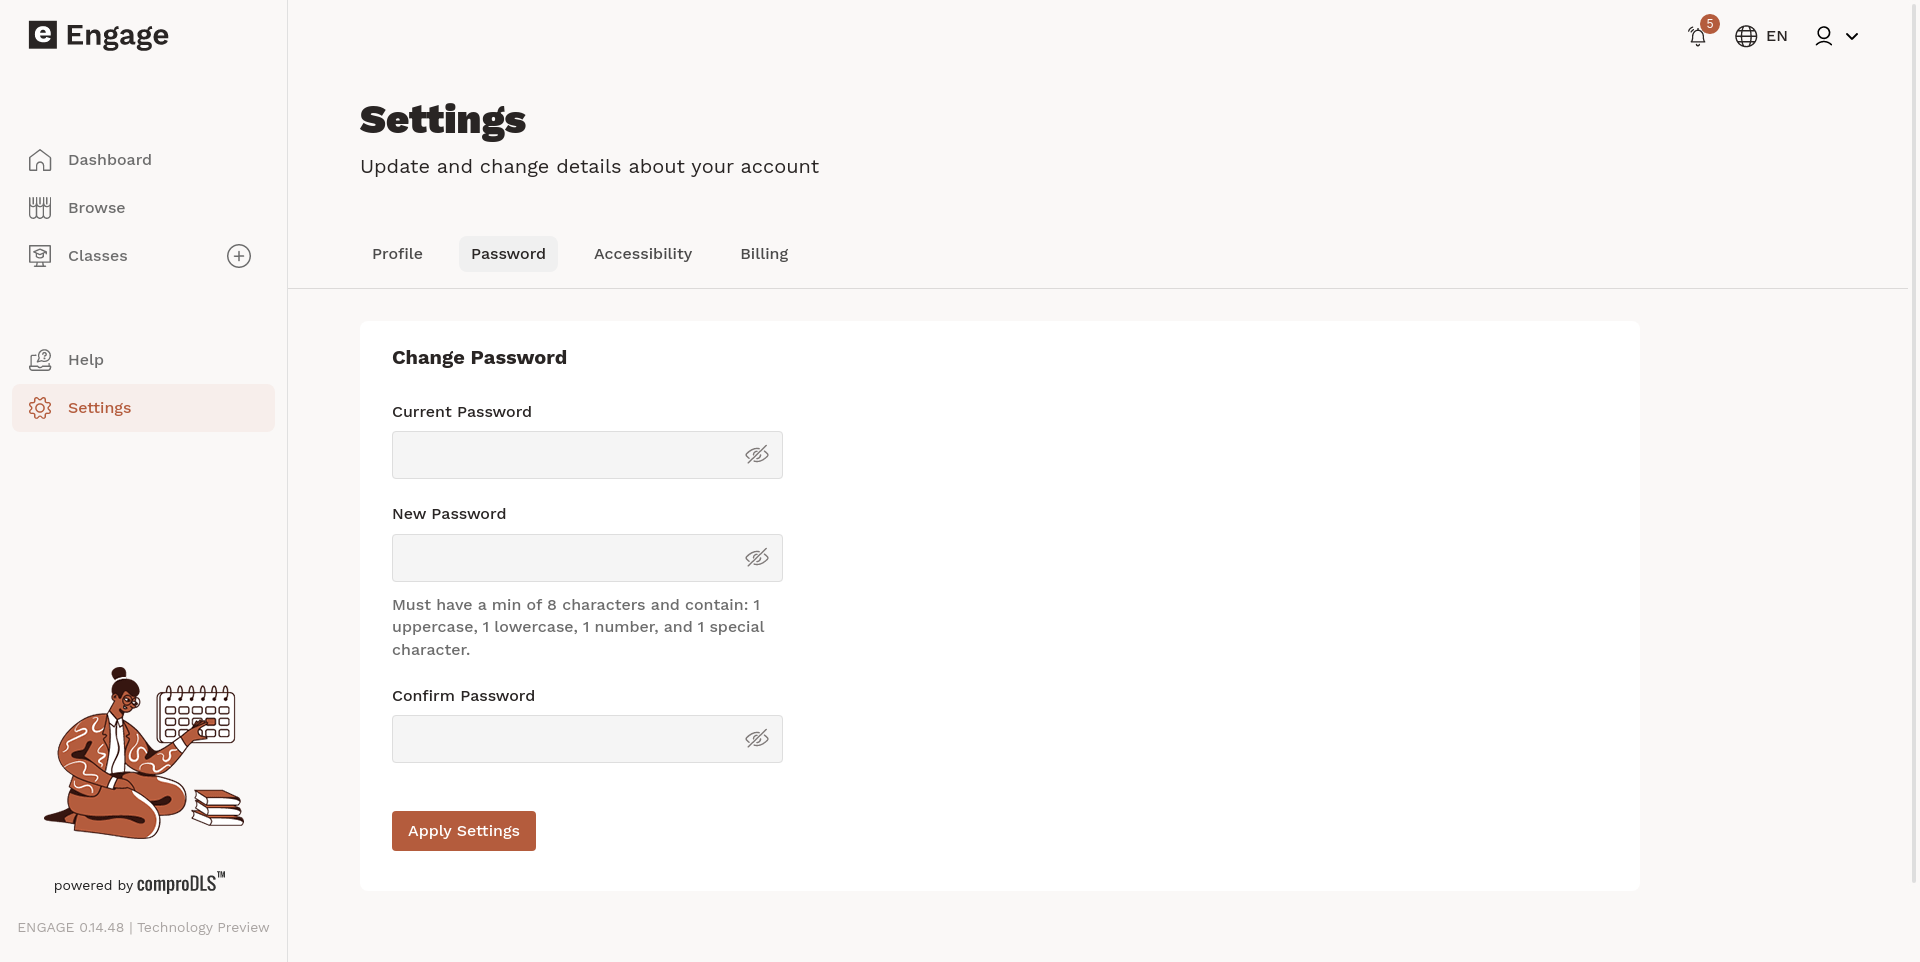 e Engage
5
EN
Dashboard
Browse
Classes
Help
Settings
powered by comproDLS™
ENGAGE 0.14.48 | Technology Preview
Settings
Update and change details about your account
Profile
Password
Accessibility
Billing
Change Password
Current Password
New Password
Must have a min of 8 characters and contain: 1
uppercase, 1 lowercase, 1 number, and 1 special
character.
Confirm Password
Apply Settings